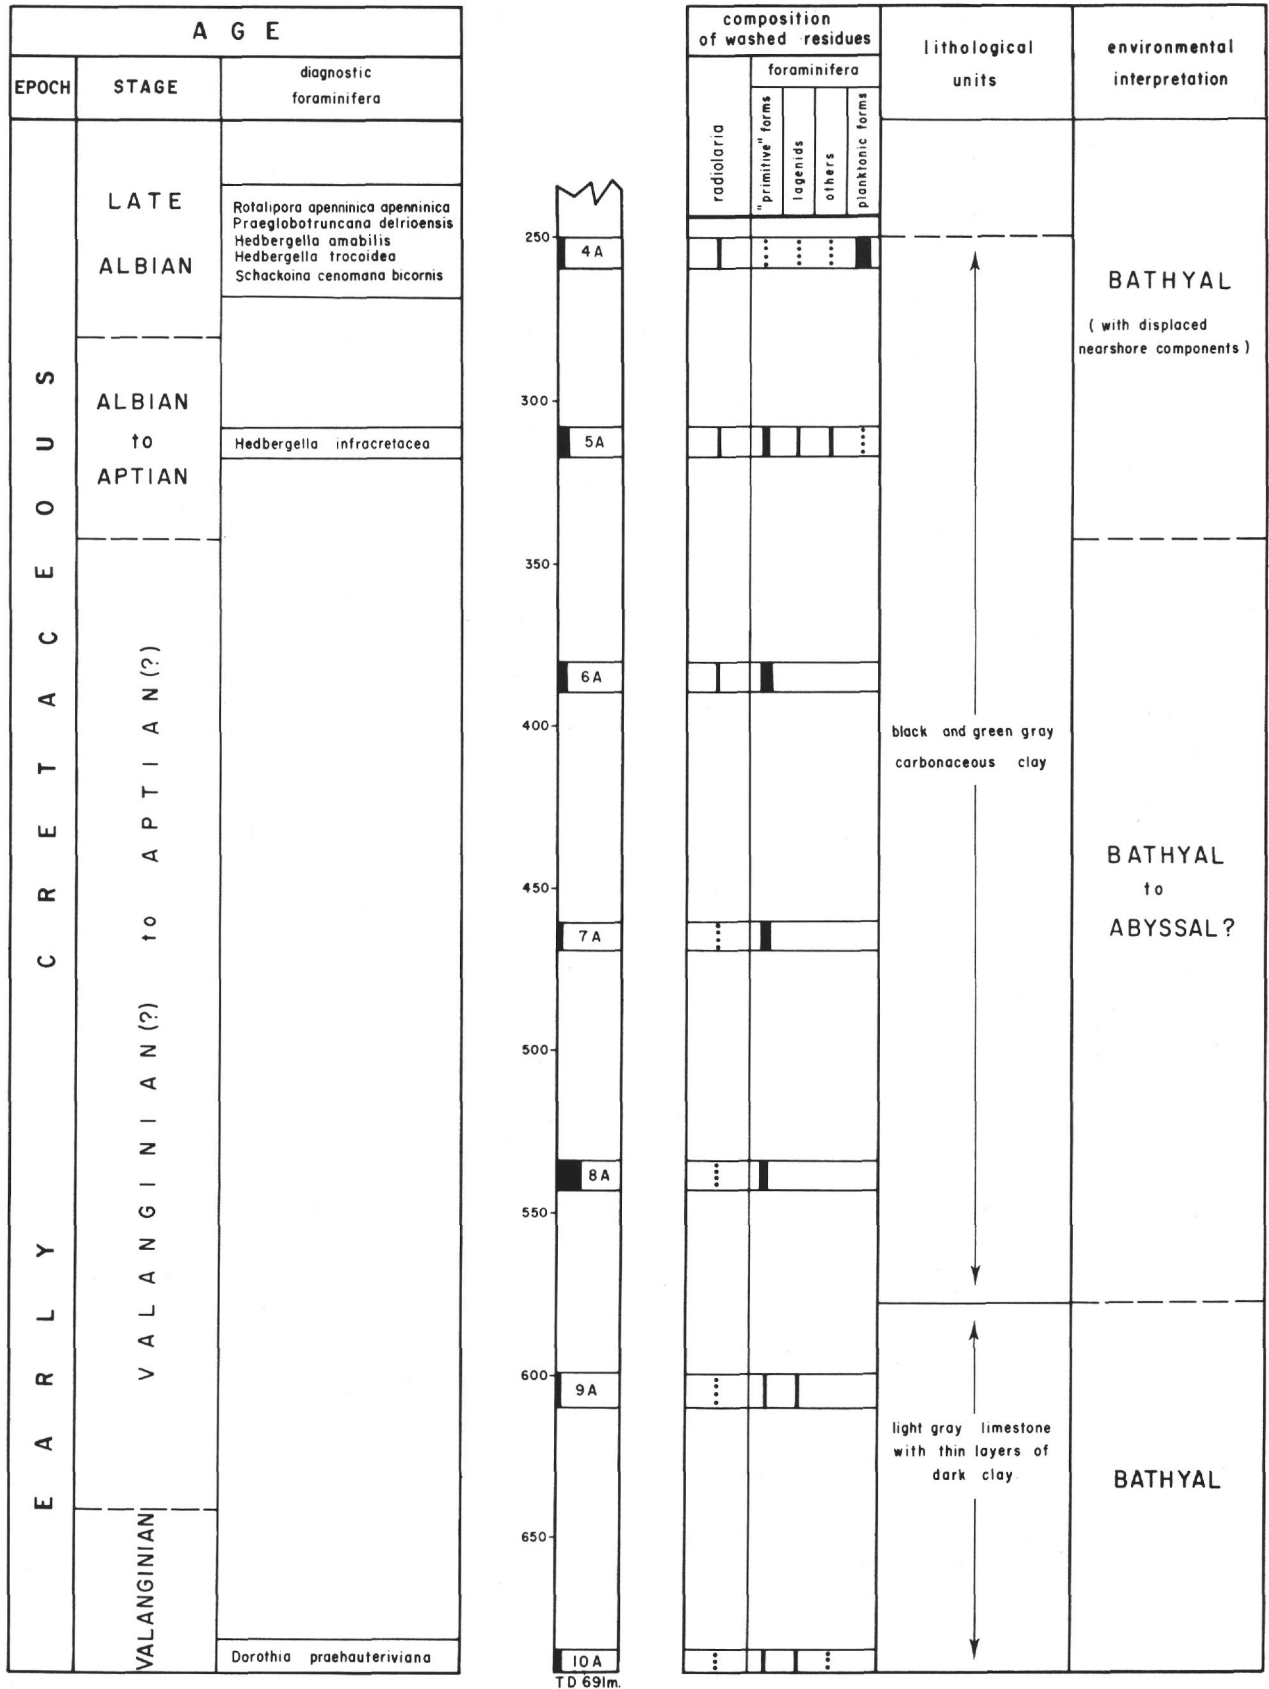 AGE
EPOCH
STAGE
diagnostic
foraminifera
EARLY CRETACEOUS
LATE
ALBIAN
ALBIAN
to
APTIAN
VALANGINIAN(?) to APTIAN(?)
VALANGINIAN
Rotalipora apenninica apenninica
Praeglobotruncana delrioensis
Hedbergella amabilis
Hedbergella trocoidea
Schackoina cenomana bicornis
Hedbergella infracretacea
Dorothia praehauteriviana
250
300
350
400
450
500
550
600
650
4A
5A
6A
7A
8A
9A
10A
TD 691m.
composition
of washed residues
radiolaria
foraminifera
"primitive" forms
lagenids
others
planktonic forms
lithological
units
black and green gray
carbonaceous clay
light gray limestone
with thin layers of
dark clay
environmental
interpretation
BATHYAL
( with displaced
nearshore components )
BATHYAL
to
ABYSSAL?
BATHYAL